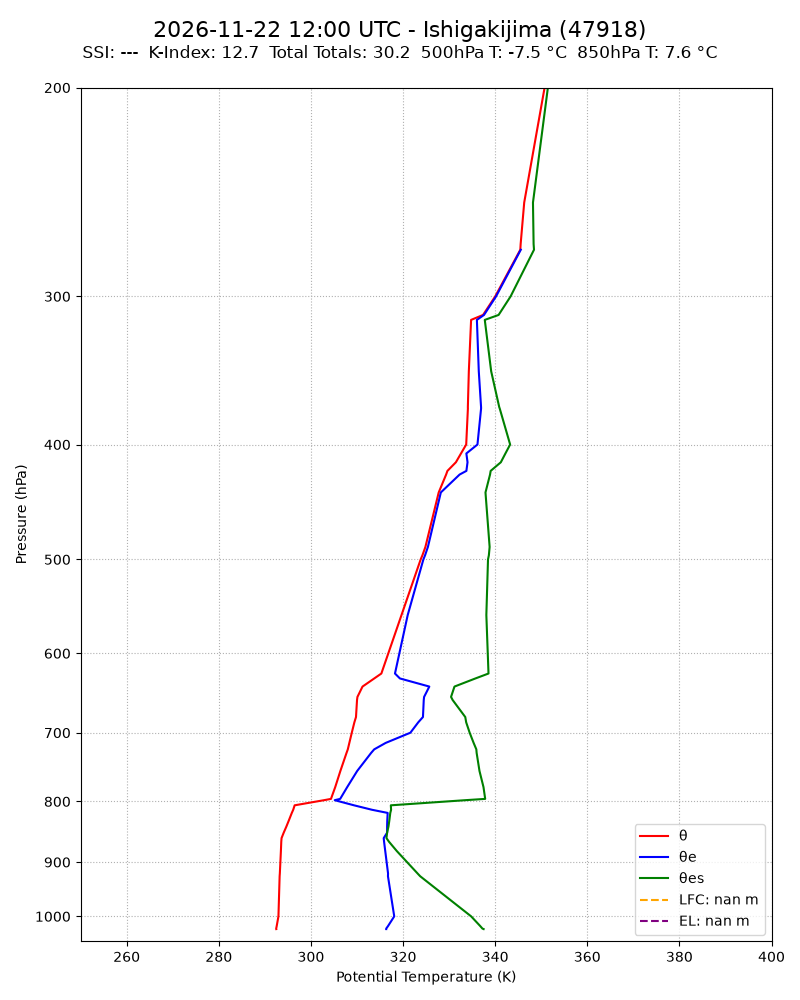 2026-11-22 12:00 UTC - Ishigakijima (47918)
SSI: ---  K-Index: 12.7  Total Totals: 30.2  500hPa T: -7.5 °C  850hPa T: 7.6 °C
200
300
400
500
600
700
800
900
1000
Pressure (hPa)
θ
θe
θes
LFC: nan m
EL: nan m
260 280 300 320 340 360 380 400
Potential Temperature (K)